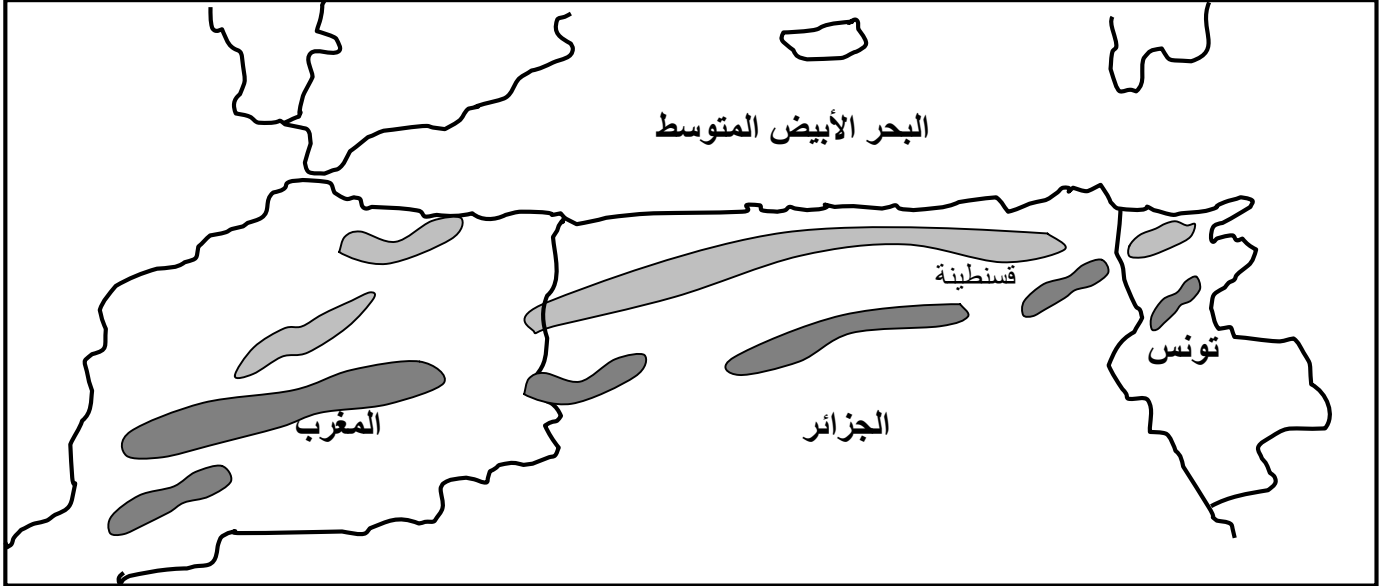 البحر الأبيض المتوسط
قسنطينة
تونس
المغرب
الجزائر